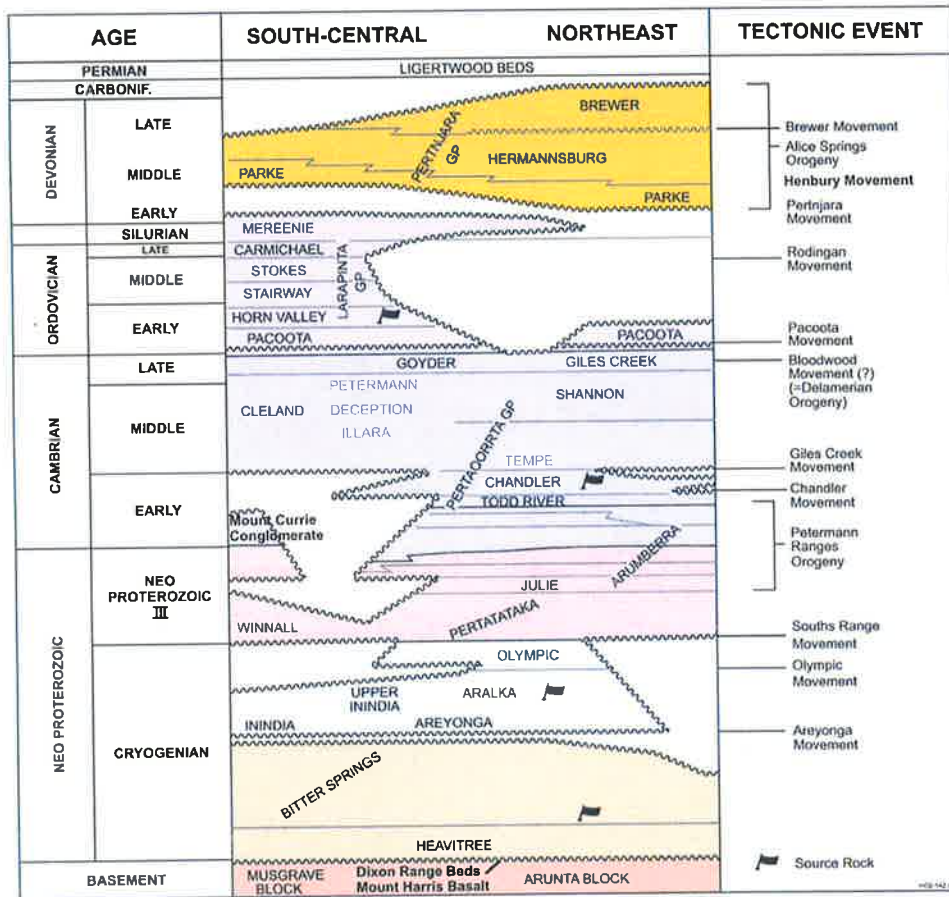 AGE
SOUTH-CENTRAL
NORTHEAST
TECTONIC EVENT
PERMIAN
LIGERTWOOD BEDS
CARBONIF.
DEVONIAN
LATE
MIDDLE
EARLY
BREWER
PERTNJARA
GP
HERMANNSBURG
PARKE
PARKE
Brewer Movement
Alice Springs
Orogeny
Henbury Movement
Pertnjara
Movement
SILURIAN
MEREENIE
ORDOVICIAN
LATE
MIDDLE
EARLY
CARMICHAEL
STOKES
STAIRWAY
HORN VALLEY
PACOOTA
LARAPINTA
GP
PACOOTA
Rodingan
Movement
Pacoota
Movement
CAMBRIAN
LATE
MIDDLE
EARLY
GOYDER
GILES CREEK
PETERMANN
CLELAND
DECEPTION
ILLARA
SHANNON
PERTAOORRTA GP
TEMPE
CHANDLER
TODD RIVER
Mount Currie
Conglomerate
ARUMBERRA
Bloodwood
Movement (?)
(=Delamerian
Orogeny)
Giles Creek
Movement
Chandler
Movement
Petermann
Ranges
Orogeny
NEO PROTEROZOIC
NEO
PROTEROZOIC
III
JULIE
WINNALL
PERTATATAKA
Souths Range
Movement
CRYOGENIAN
OLYMPIC
UPPER
ININDIA
ARALKA
ININDIA
AREYONGA
BITTER SPRINGS
HEAVITREE
Olympic
Movement
Areyonga
Movement
BASEMENT
MUSGRAVE
BLOCK
Dixon Range Beds
Mount Harris Basalt
ARUNTA BLOCK
Source Rock